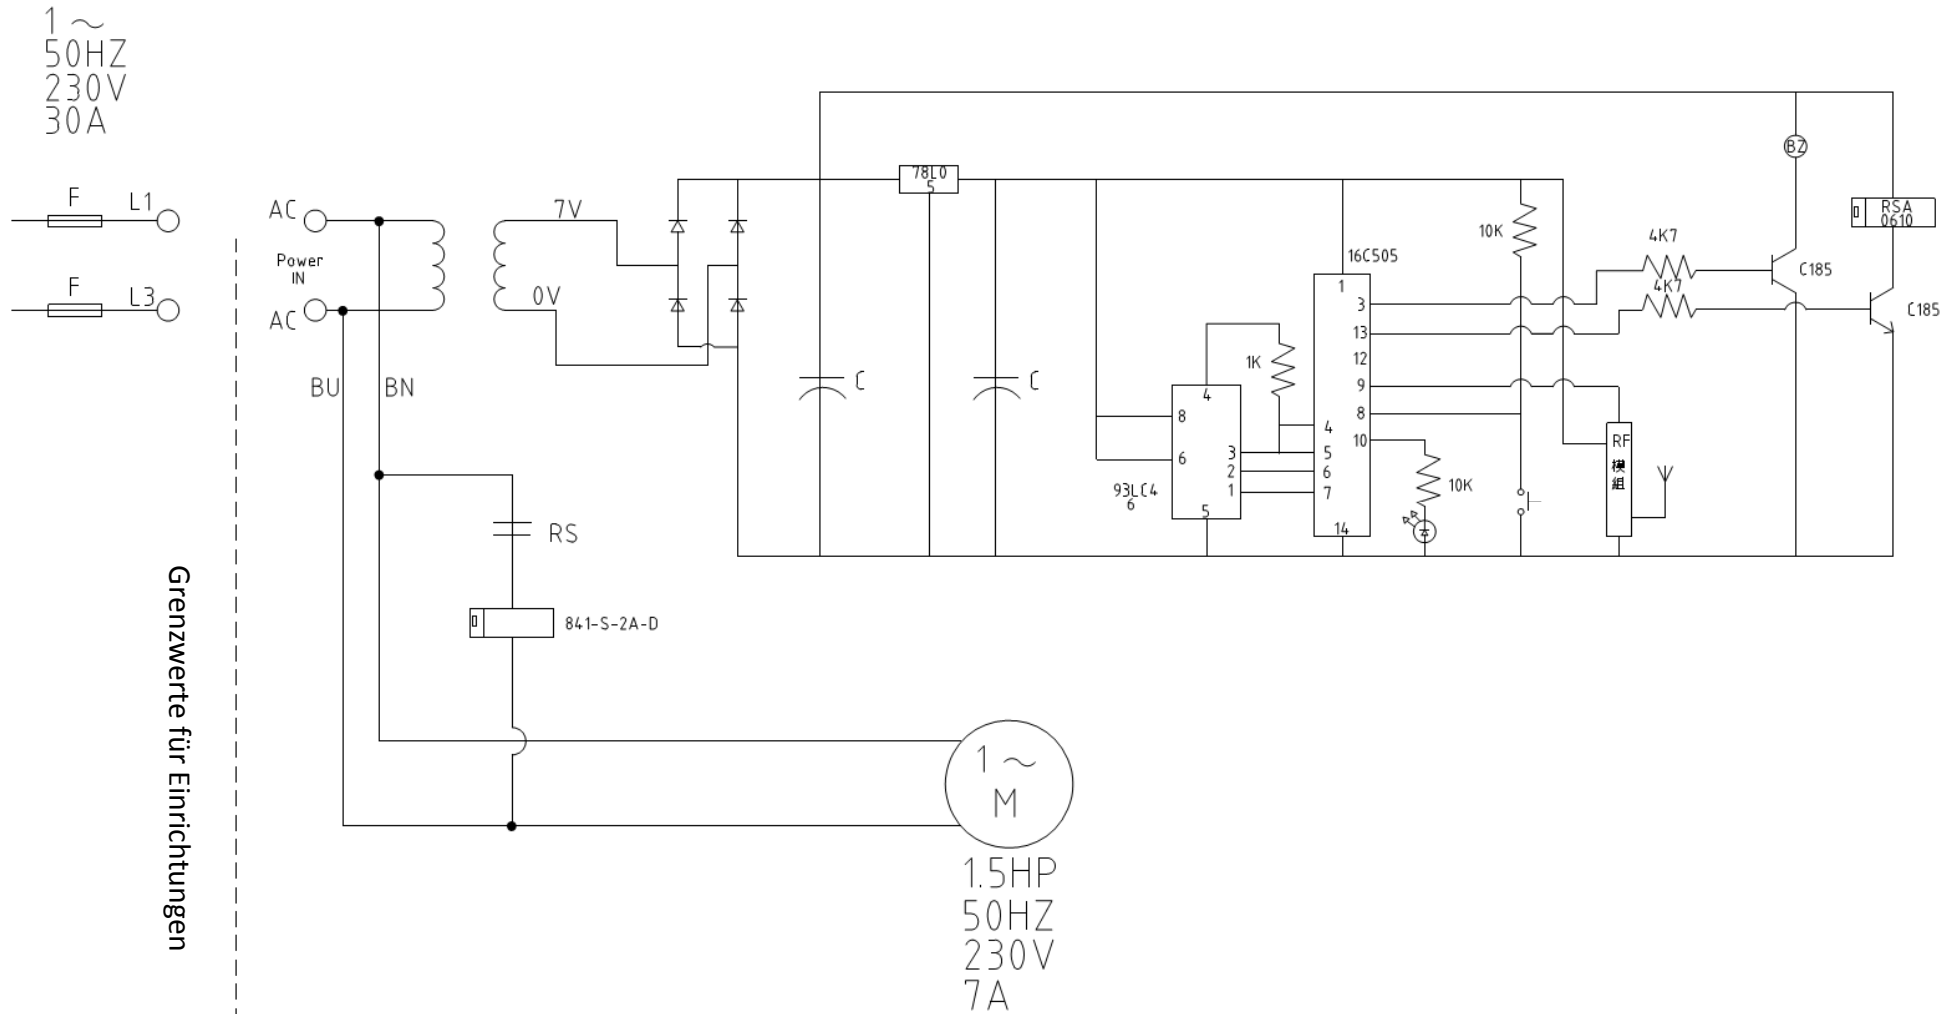 1 ~
50HZ
230V
30A
F
L1
F
L3
AC
Power
IN
AC
BU
BN
7V
0V
78L0
5
C
C
RS
841-S-2A-D
Grenzwerte für Einrichtungen
1 ~
M
1.5HP
50HZ
230V
7A
93LC4
6
8
6
4
3
2
1
5
1K
16C505
1
3
13
12
9
8
10
4
5
6
7
14
10K
10K
RF
模
組
4K7
4K7
BZ
C185
RSA
0610
C185